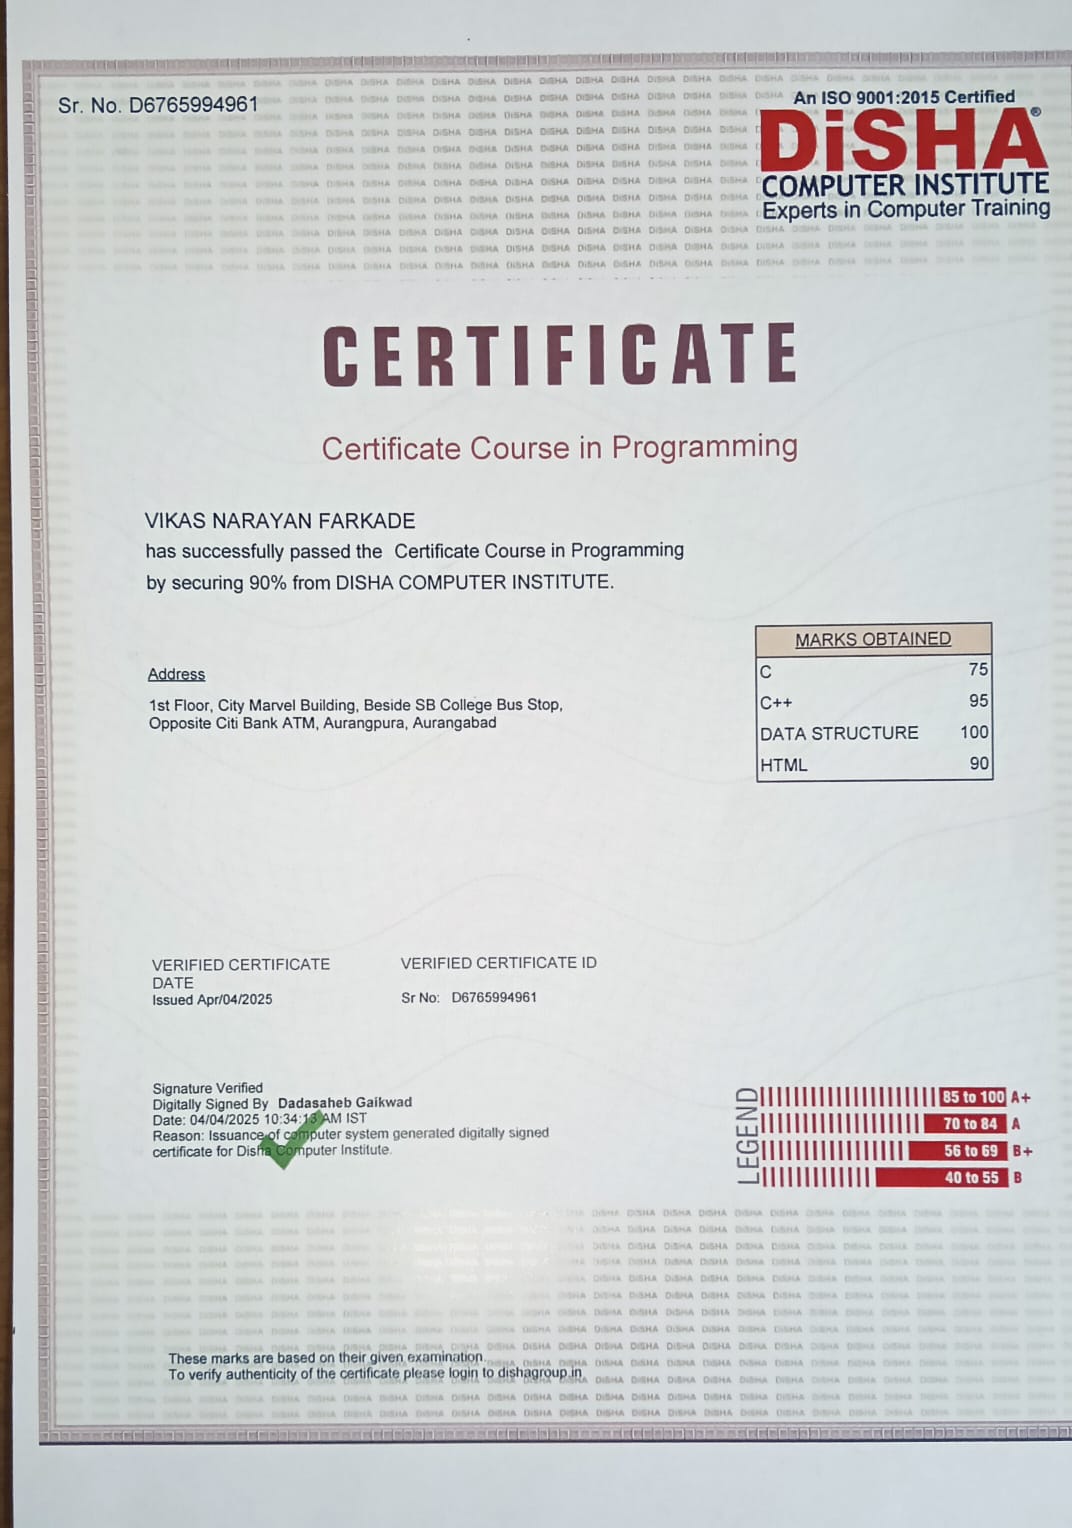 Sr. No. D6765994961
An ISO 9001:2015 Certified
DiSHA®
COMPUTER INSTITUTE
Experts in Computer Training
CERTIFICATE
Certificate Course in Programming
VIKAS NARAYAN FARKADE
has successfully passed the Certificate Course in Programming
by securing 90% from DISHA COMPUTER INSTITUTE.
MARKS OBTAINED
C 75
C++ 95
DATA STRUCTURE 100
HTML 90
Address
1st Floor, City Marvel Building, Beside SB College Bus Stop,
Opposite Citi Bank ATM, Aurangpura, Aurangabad
VERIFIED CERTIFICATE
DATE
Issued Apr/04/2025
VERIFIED CERTIFICATE ID
Sr No: D6765994961
Signature Verified
Digitally Signed By Dadasaheb Gaikwad
Date: 04/04/2025 10:34:13 AM IST
Reason: Issuance of computer system generated digitally signed
certificate for Disha Computer Institute.
LEGEND
85 to 100 A+
70 to 84 A
56 to 69 B+
40 to 55 B
These marks are based on their given examination.
To verify authenticity of the certificate please login to dishagroup.in